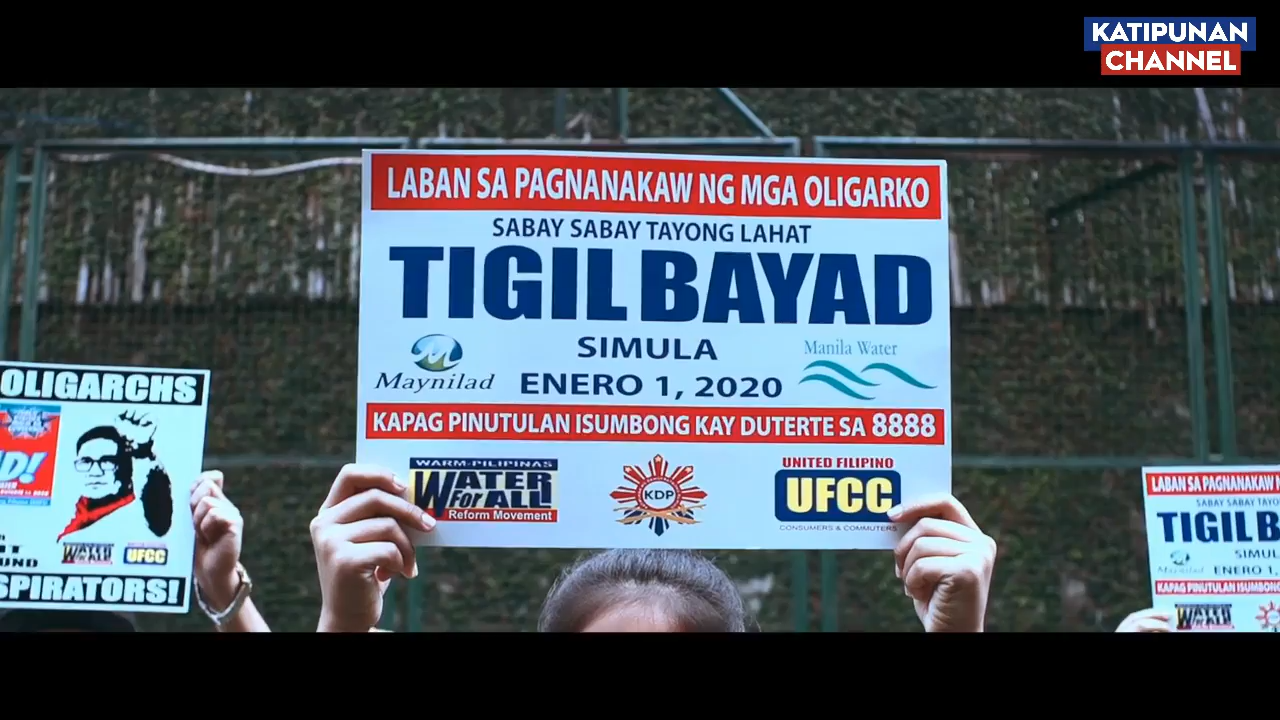 KATIPUNAN
CHANNEL
LABAN SA PAGNANAKAW NG MGA OLIGARKO
SABAY SABAY TAYONG LAHAT
TIGIL BAYAD
SIMULA
ENERO 1, 2020
Maynilad
Manila Water
KAPAG PINUTULAN ISUMBONG KAY DUTERTE SA 8888
WARM-PILIPINAS
WATER
For ALL
Reform Movement
KDP
UNITED FILIPINO
UFCC
CONSUMERS & COMMUTERS
OLIGARCHS
D!
WATER
UFCC
SPIRATORS!
LABAN SA PAGNANAKAW N
SABAY SABAY TAYO
TIGIL B
SIMUL
Maynilad
ENERO 1,
KAPAG PINUTULAN ISUMBONG
WATER